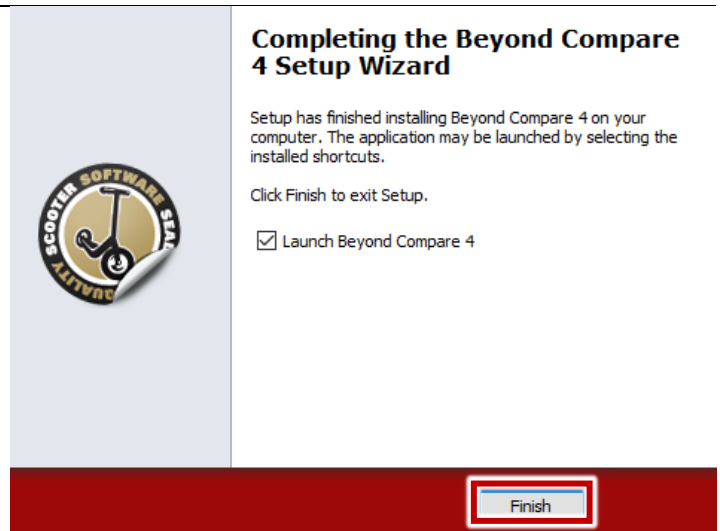 Completing the Beyond Compare
4 Setup Wizard
Setup has finished installing Beyond Compare 4 on your
computer. The application may be launched by selecting the
installed shortcuts.
Click Finish to exit Setup.
Launch Beyond Compare 4
SCOOTER SOFTWARE SEAL
QUALITY
Finish